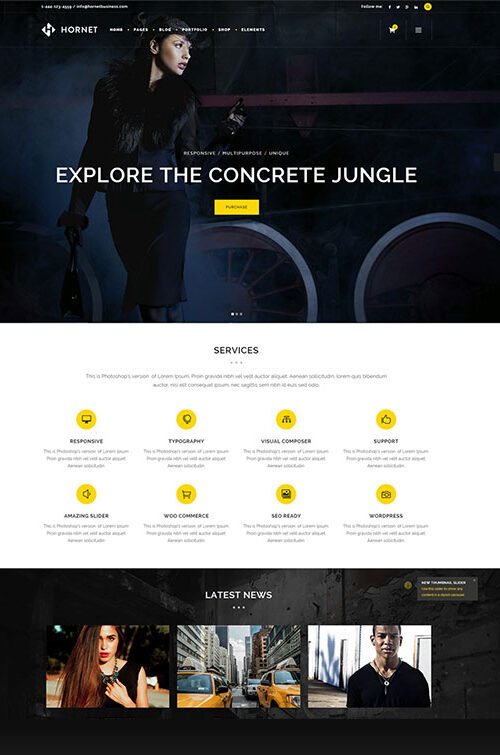 1-444-123-4559 / info@hornetbusiness.com
Follow me:
HORNET
HOME • PAGES • BLOG • PORTFOLIO • SHOP • ELEMENTS
RESPONSIVE / MULTIPURPOSE / UNIQUE
EXPLORE THE CONCRETE JUNGLE
PURCHASE
SERVICES
This is Photoshop's version of Lorem Ipsum. Proin gravida nibh vel velit auctor aliquet. Aenean sollicitudin, lorem quis bibendum
auctor, nisi elit consequat ipsum, nec sagittis sem nibh id elit. Duis sed odio.
RESPONSIVE
This is Photoshop's version of Lorem Ipsum
Proin gravida nibh vel velit auctor aliquet
Aenean sollicitudin
TYPOGRAPHY
This is Photoshop's version of Lorem Ipsum
Proin gravida nibh vel velit auctor aliquet
Aenean sollicitudin
VISUAL COMPOSER
This is Photoshop's version of Lorem Ipsum
Proin gravida nibh vel velit auctor aliquet
Aenean sollicitudin
SUPPORT
This is Photoshop's version of Lorem Ipsum
Proin gravida nibh vel velit auctor aliquet
Aenean sollicitudin
AMAZING SLIDER
This is Photoshop's version of Lorem Ipsum
Proin gravida nibh vel velit auctor aliquet
Aenean sollicitudin
WOO COMMERCE
This is Photoshop's version of Lorem Ipsum
Proin gravida nibh vel velit auctor aliquet
Aenean sollicitudin
SEO READY
This is Photoshop's version of Lorem Ipsum
Proin gravida nibh vel velit auctor aliquet
Aenean sollicitudin
WORDPRESS
This is Photoshop's version of Lorem Ipsum
Proin gravida nibh vel velit auctor aliquet
Aenean sollicitudin
NEW THUMBNAIL SLIDER
Use this slider to show any
content in a stylish carousel
LATEST NEWS